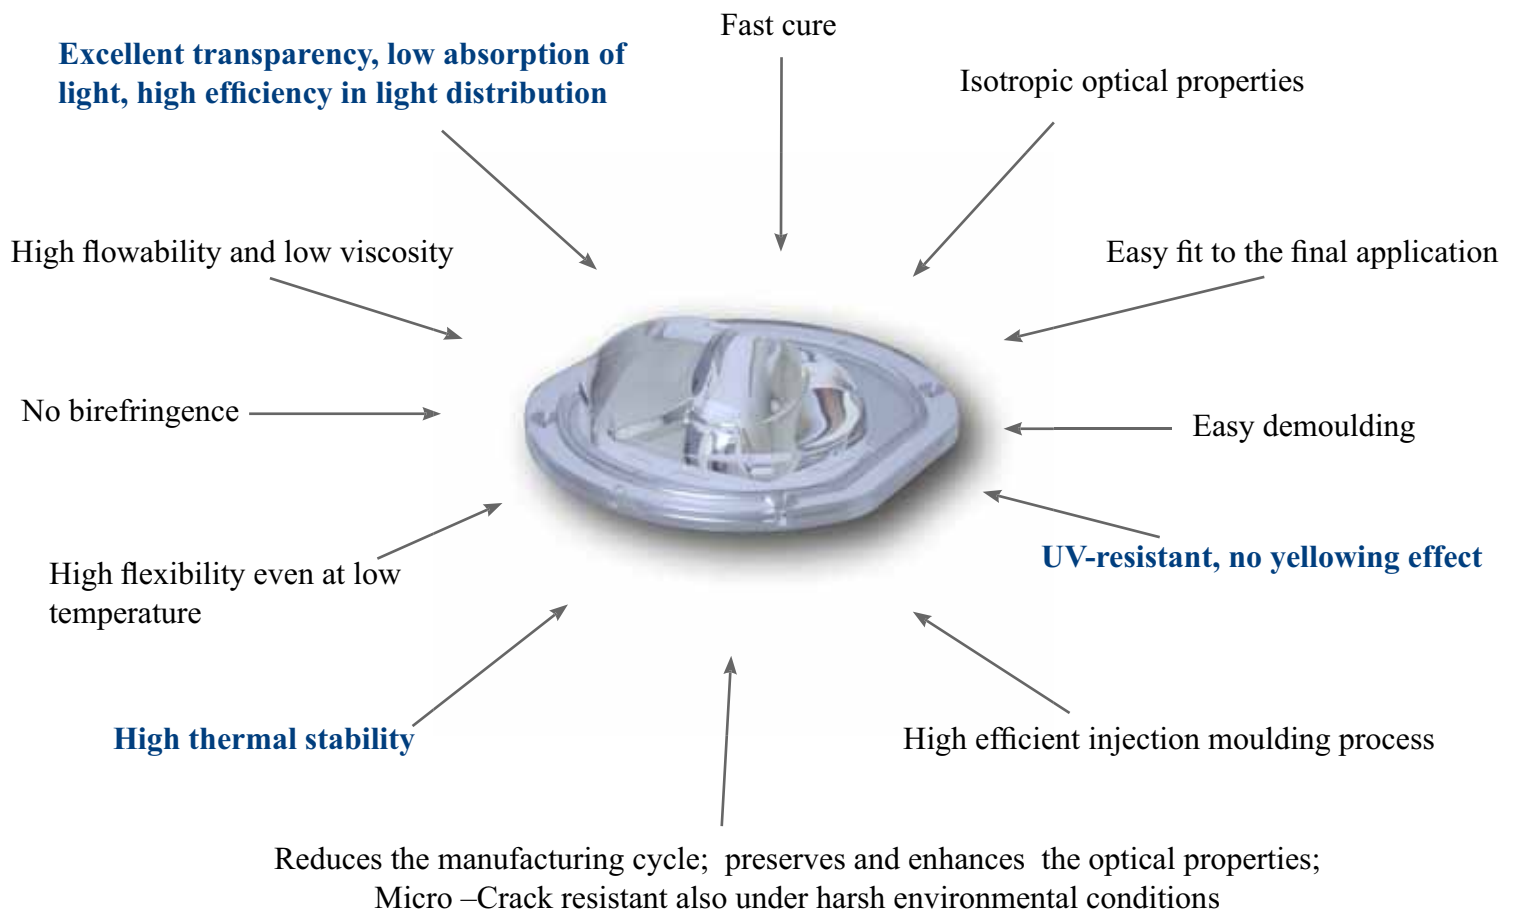 Fast cure
Excellent transparency, low absorption of
light, high efficiency in light distribution
Isotropic optical properties
High flowability and low viscosity
Easy fit to the final application
No birefringence
Easy demoulding
UV-resistant, no yellowing effect
High flexibility even at low
temperature
High thermal stability
High efficient injection moulding process
Reduces the manufacturing cycle;  preserves and enhances  the optical properties;
Micro –Crack resistant also under harsh environmental conditions